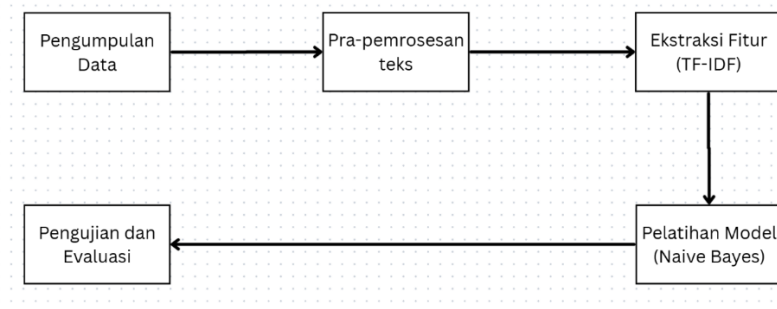 Pengumpulan
Data
Pra-pemrosesan
teks
Ekstraksi Fitur
(TF-IDF)
Pengujian dan
Evaluasi
Pelatihan Model
(Naive Bayes)